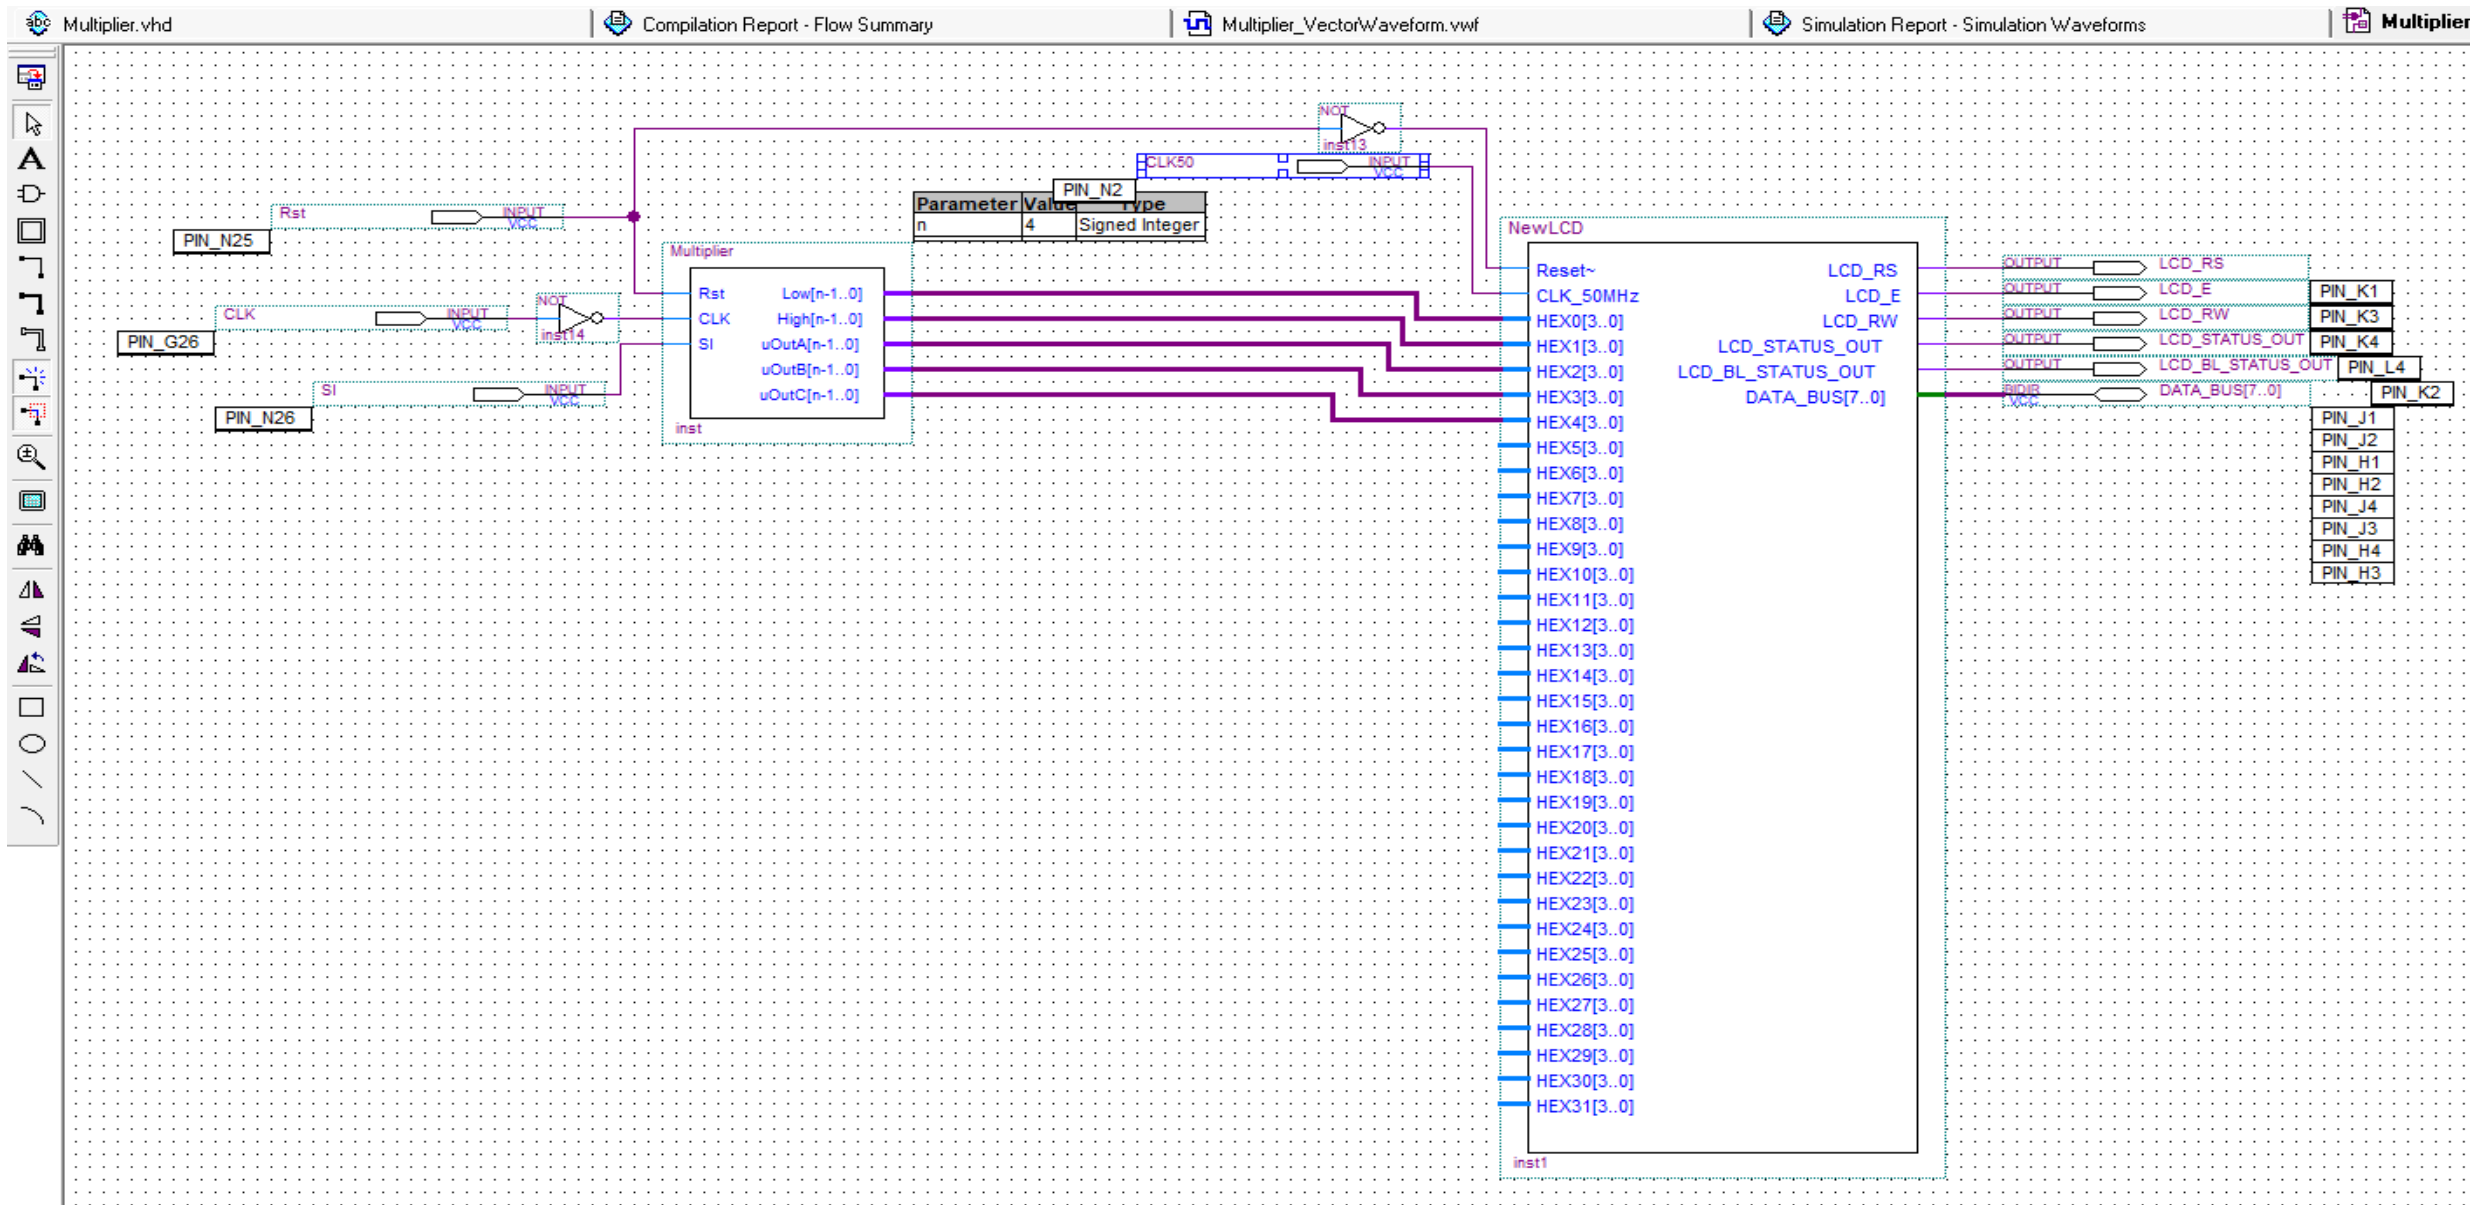 Multiplier.vhd
Compilation Report - Flow Summary
Multiplier_VectorWaveform.vwf
Simulation Report - Simulation Waveforms
Multiplier
NOT
inst13
CLK50
INPUT
VCC
PIN_N2
Parameter Value Type
n 4 Signed Integer
Rst
INPUT
VCC
PIN_N25
CLK
INPUT
VCC
PIN_G26
NOT
inst14
SI
INPUT
VCC
PIN_N26
Multiplier
Rst Low[n-1..0]
CLK High[n-1..0]
SI uOutA[n-1..0]
uOutB[n-1..0]
uOutC[n-1..0]
inst
NewLCD
Reset~ LCD_RS
CLK_50MHz LCD_E
HEX0[3..0] LCD_RW
HEX1[3..0] LCD_STATUS_OUT
HEX2[3..0] LCD_BL_STATUS_OUT
HEX3[3..0] DATA_BUS[7..0]
HEX4[3..0]
HEX5[3..0]
HEX6[3..0]
HEX7[3..0]
HEX8[3..0]
HEX9[3..0]
HEX10[3..0]
HEX11[3..0]
HEX12[3..0]
HEX13[3..0]
HEX14[3..0]
HEX15[3..0]
HEX16[3..0]
HEX17[3..0]
HEX18[3..0]
HEX19[3..0]
HEX20[3..0]
HEX21[3..0]
HEX22[3..0]
HEX23[3..0]
HEX24[3..0]
HEX25[3..0]
HEX26[3..0]
HEX27[3..0]
HEX28[3..0]
HEX29[3..0]
HEX30[3..0]
HEX31[3..0]
inst1
OUTPUT LCD_RS
OUTPUT LCD_E PIN_K1
OUTPUT LCD_RW PIN_K3
OUTPUT LCD_STATUS_OUT PIN_K4
OUTPUT LCD_BL_STATUS_OUT PIN_L4
BIDIR DATA_BUS[7..0] PIN_K2
VCC
PIN_J1
PIN_J2
PIN_H1
PIN_H2
PIN_J4
PIN_J3
PIN_H4
PIN_H3